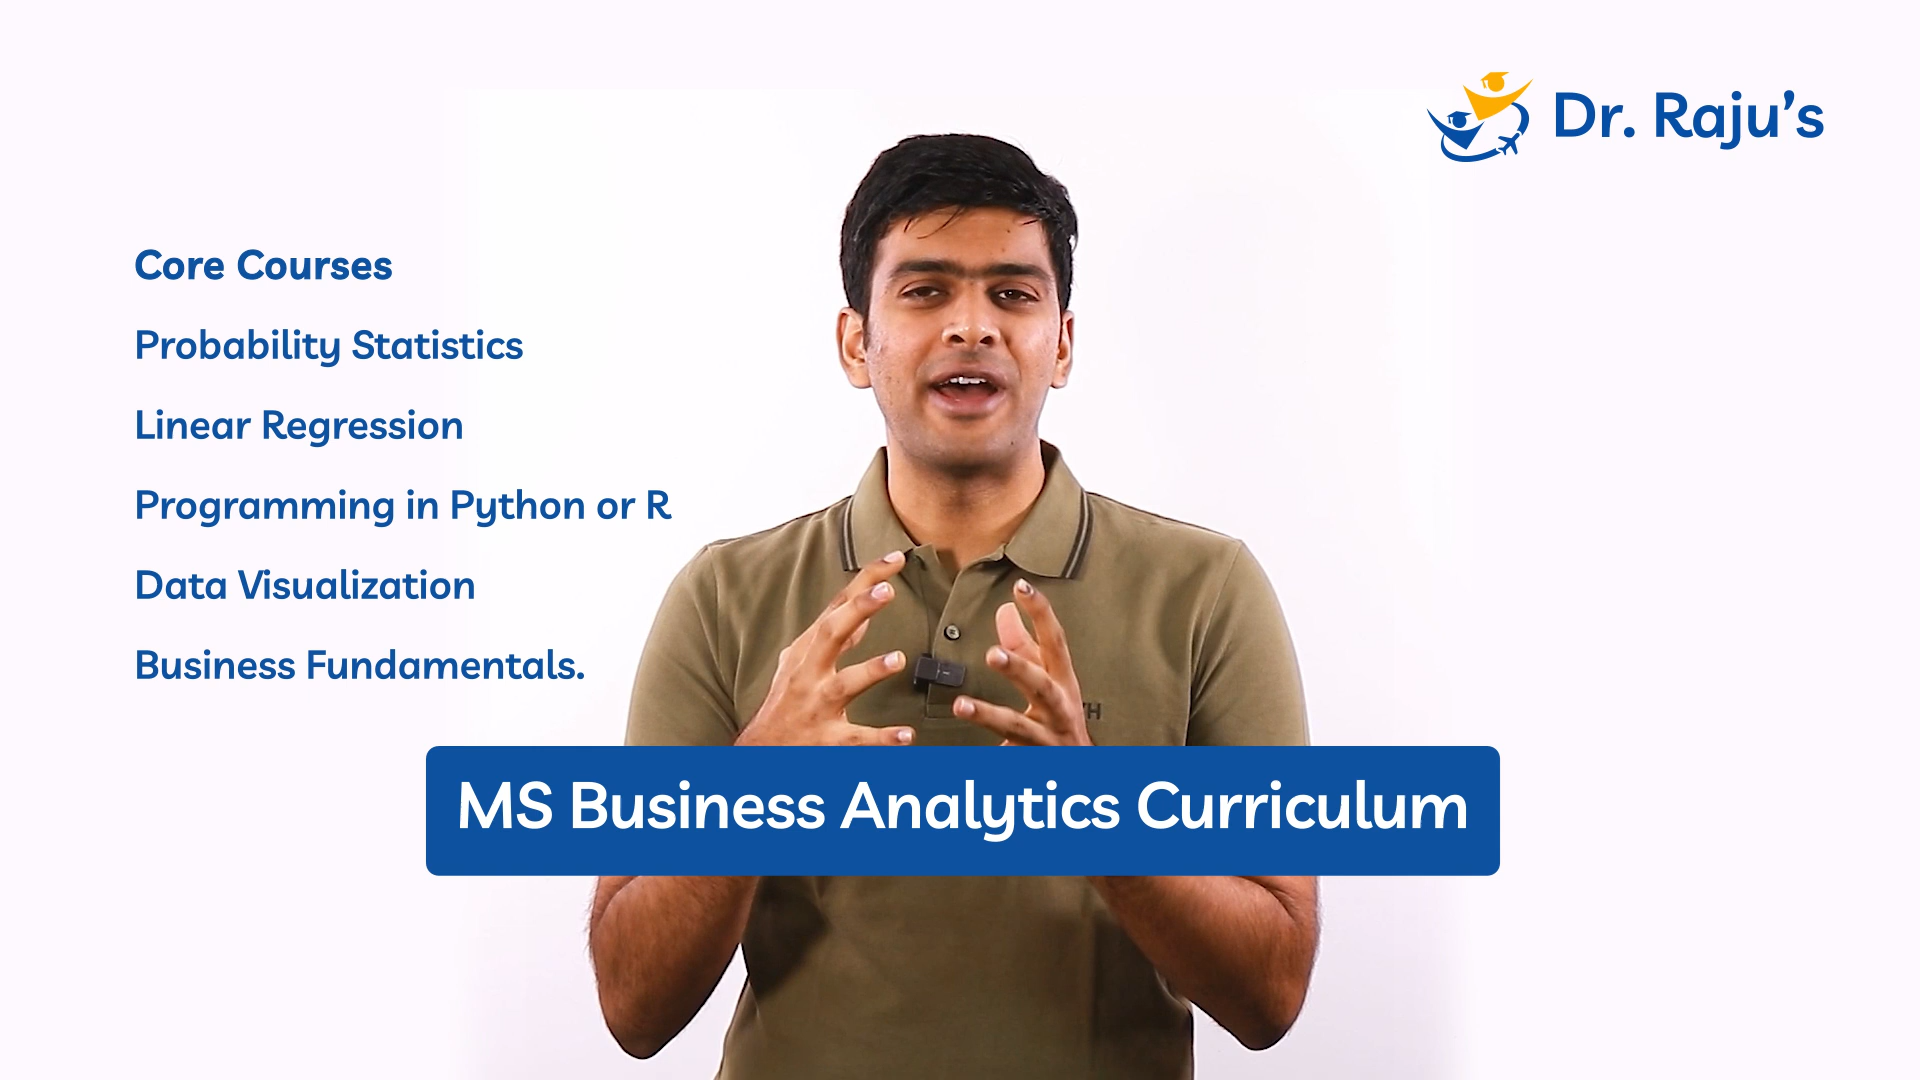 Dr. Raju's
Core Courses
Probability Statistics
Linear Regression
Programming in Python or R
Data Visualization
Business Fundamentals.
MS Business Analytics Curriculum